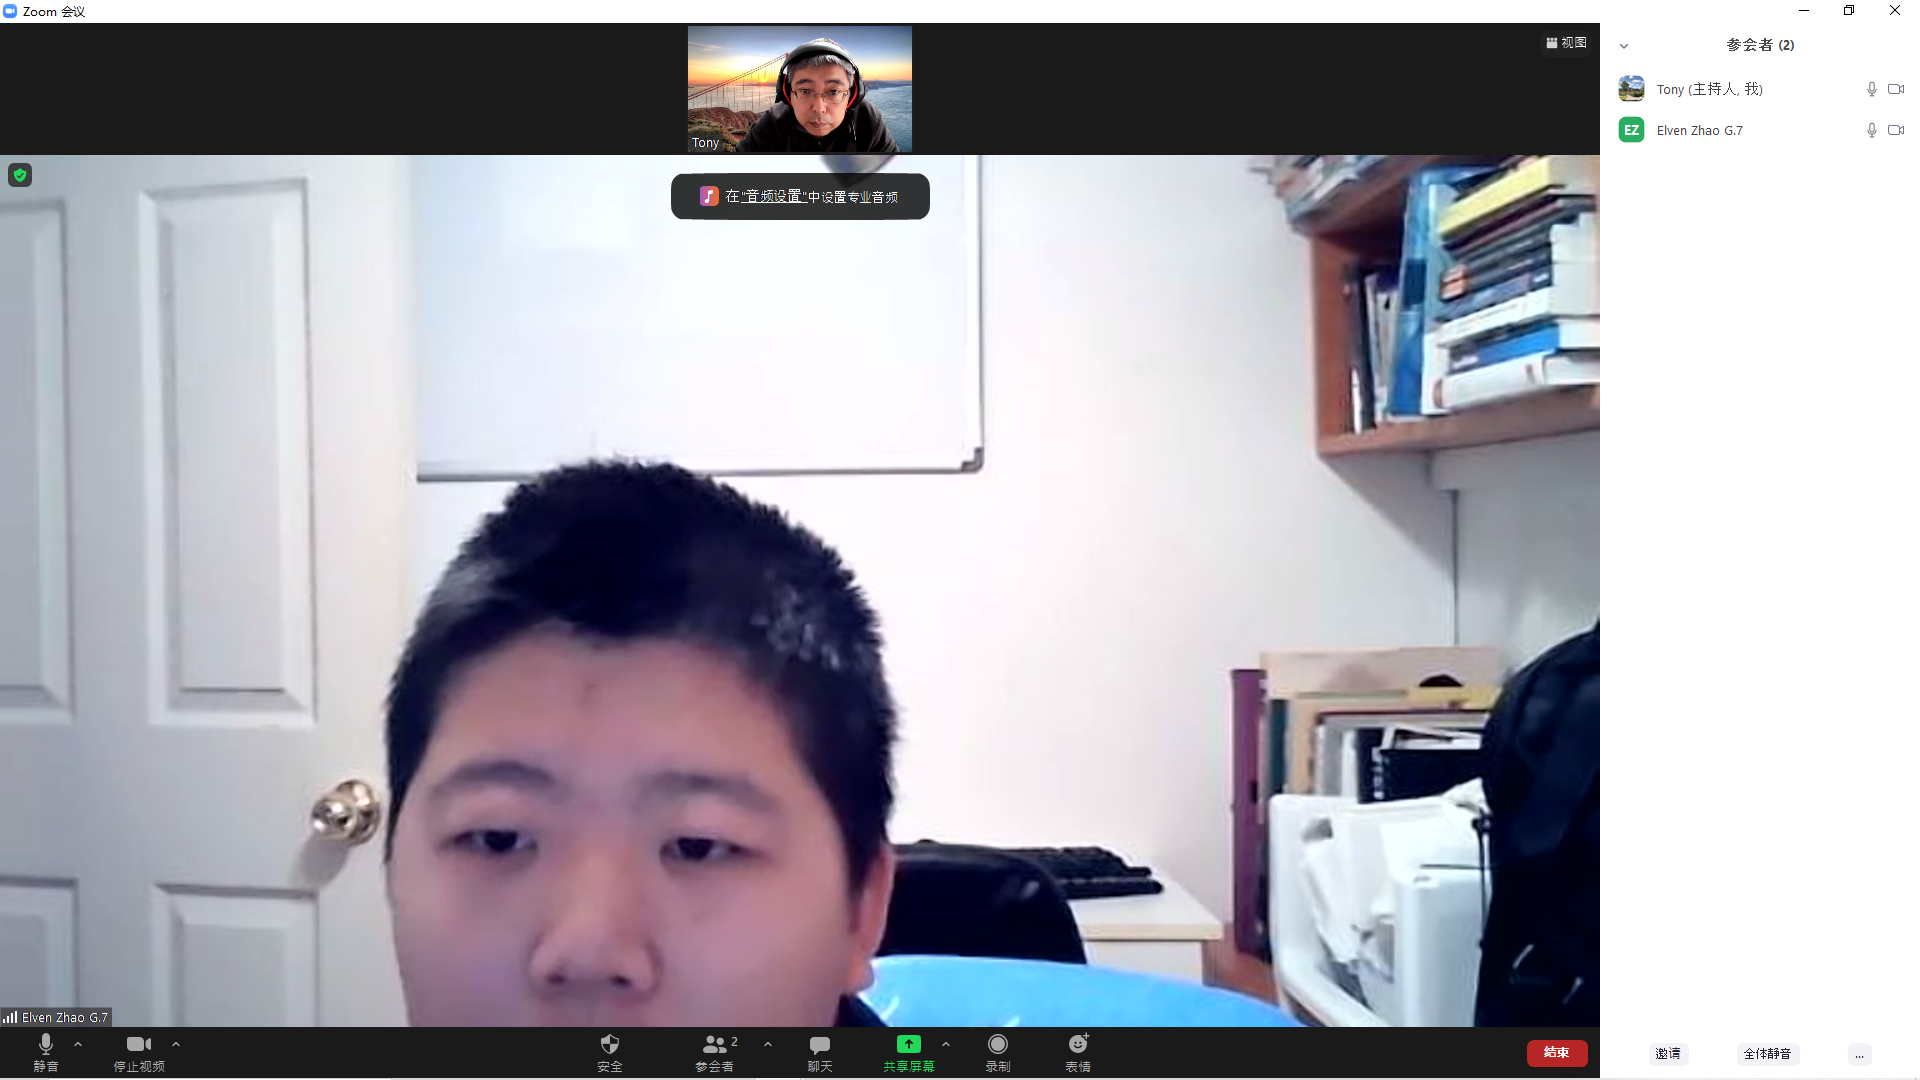 Zoom 会议
视图
参会者 (2)
Tony (主持人, 我)
EZ
Elven Zhao G.7
Tony
在"音频设置"中设置专业音频
Elven Zhao G.7
静音
停止视频
安全
参会者
2
聊天
共享屏幕
录制
表情
结束
邀请
全体静音
...